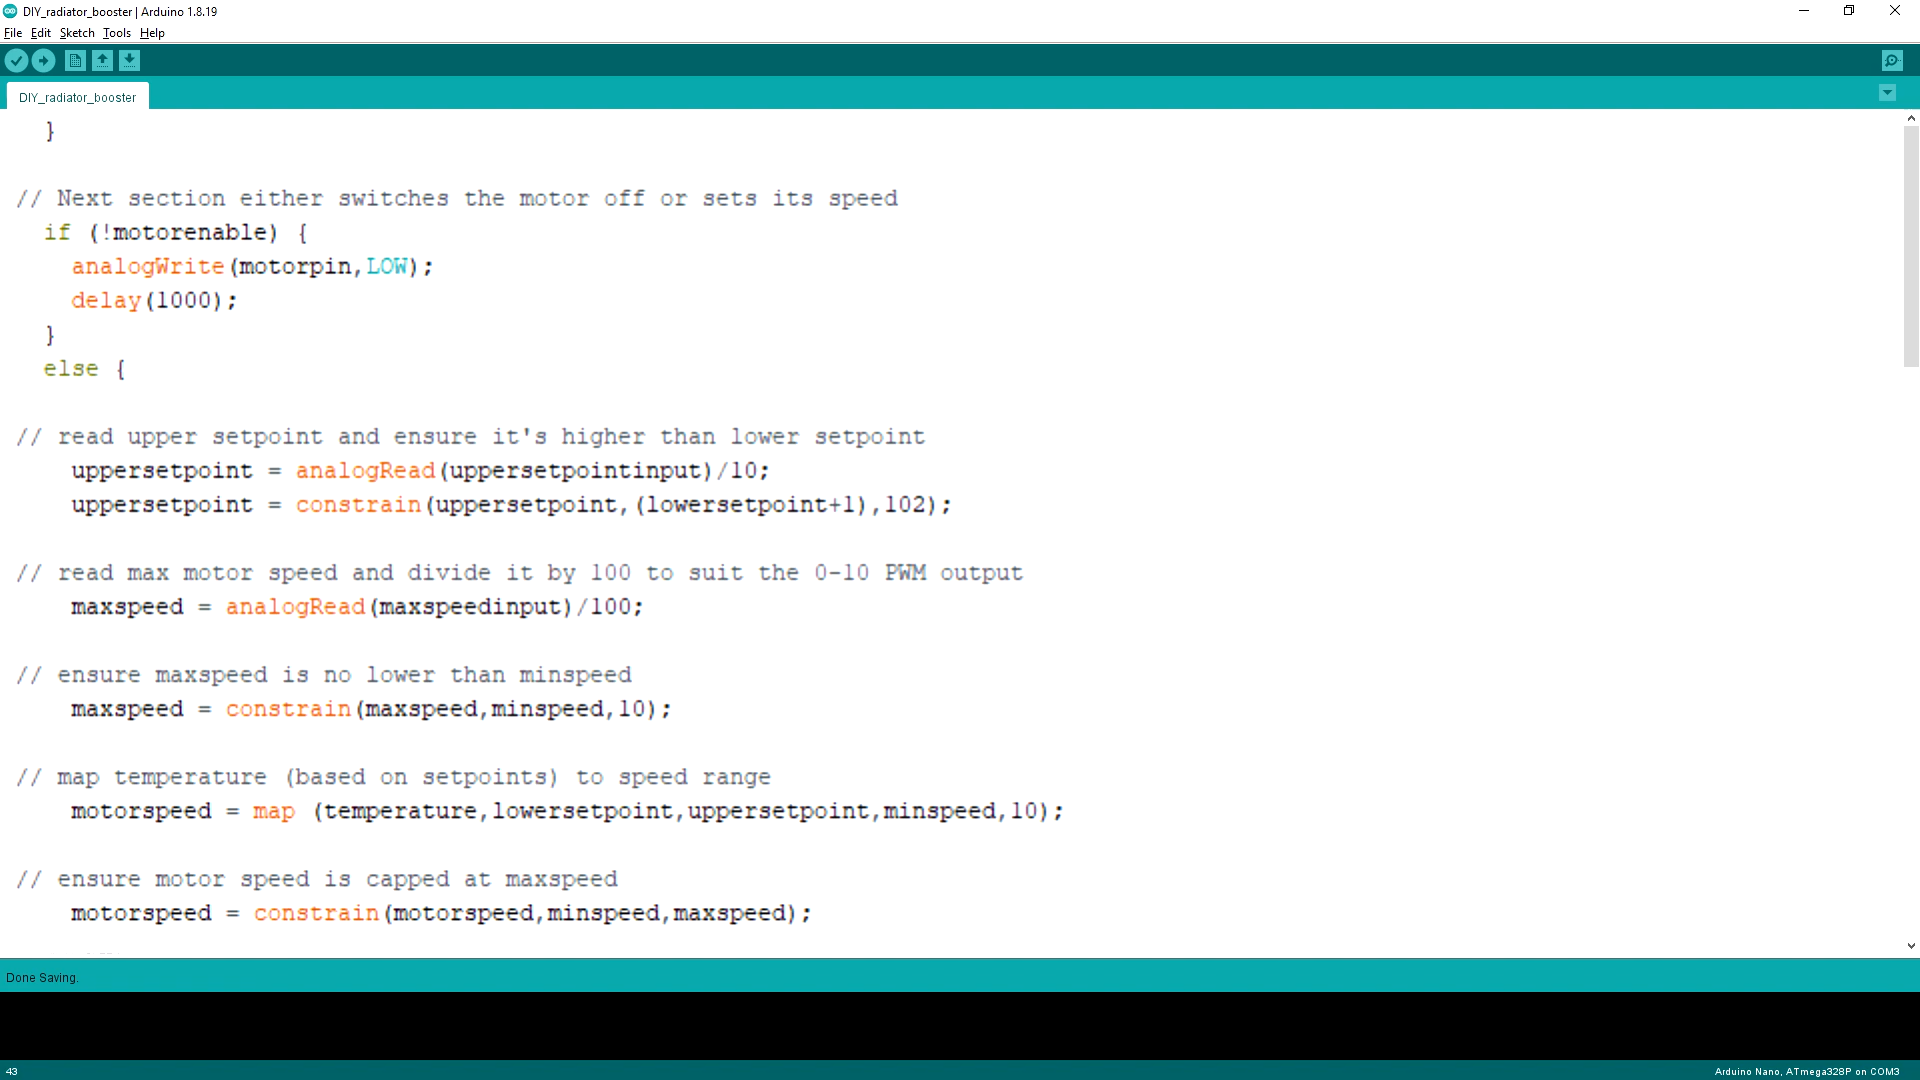 DIY_radiator_booster | Arduino 1.8.19
File Edit Sketch Tools Help
DIY_radiator_booster
}
// Next section either switches the motor off or sets its speed
if (!motorenable) {
analogWrite(motorpin,LOW);
delay(1000);
}
else {
// read upper setpoint and ensure it's higher than lower setpoint
uppersetpoint = analogRead(uppersetpointinput)/10;
uppersetpoint = constrain(uppersetpoint,(lowersetpoint+1),102);
// read max motor speed and divide it by 100 to suit the 0-10 PWM output
maxspeed = analogRead(maxspeedinput)/100;
// ensure maxspeed is no lower than minspeed
maxspeed = constrain(maxspeed,minspeed,10);
// map temperature (based on setpoints) to speed range
motorspeed = map (temperature,lowersetpoint,uppersetpoint,minspeed,10);
// ensure motor speed is capped at maxspeed
motorspeed = constrain(motorspeed,minspeed,maxspeed);
Done Saving.
43
Arduino Nano, ATmega328P on COM3